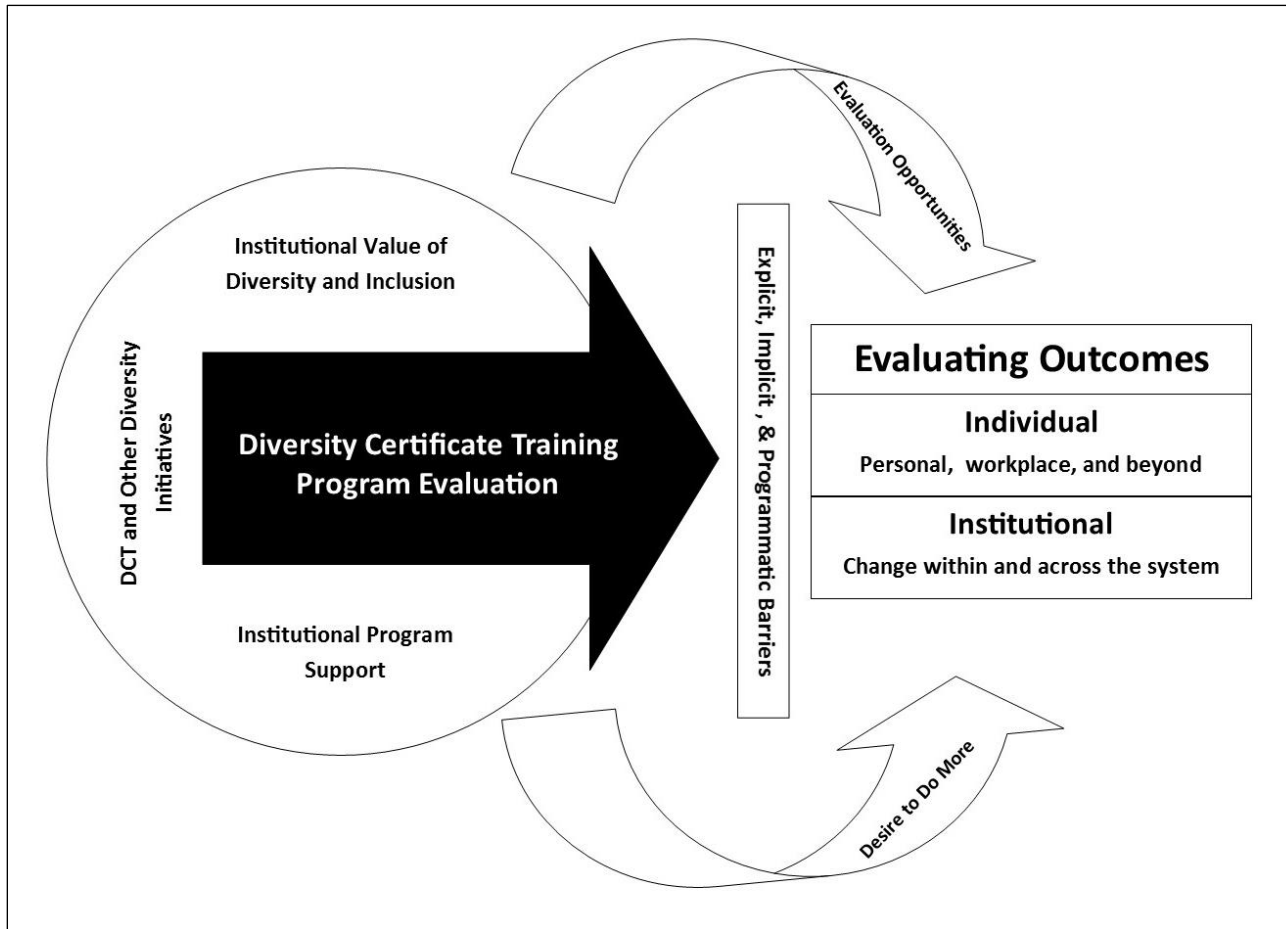 Evaluation Opportunities
Institutional Value of
Diversity and Inclusion
DCT and Other Diversity
Initiatives
Diversity Certificate Training
Program Evaluation
Institutional Program
Support
Explicit, Implicit , & Programmatic Barriers
Evaluating Outcomes
Individual
Personal, workplace, and beyond
Institutional
Change within and across the system
Desire to Do More